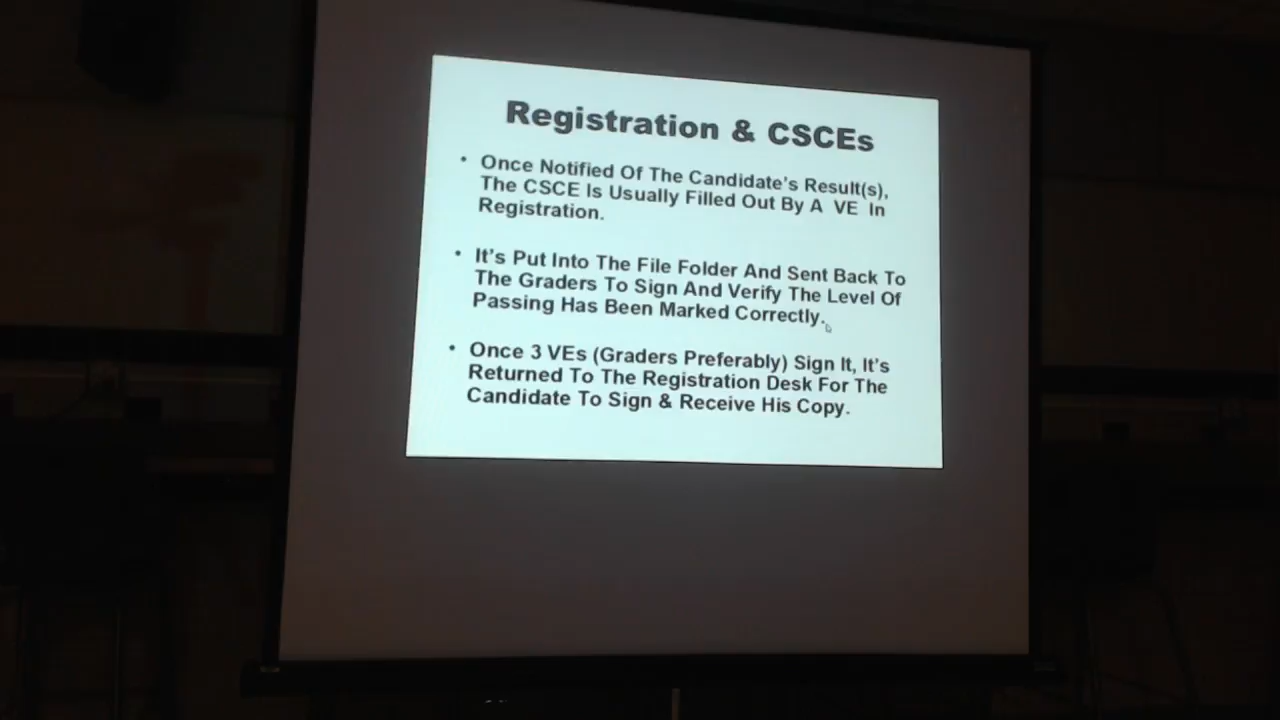 Registration & CSCEs
• Once Notified Of The Candidate's Result(s),
The CSCE Is Usually Filled Out By A VE In
Registration.
• It's Put Into The File Folder And Sent Back To
The Graders To Sign And Verify The Level Of
Passing Has Been Marked Correctly.
• Once 3 VEs (Graders Preferably) Sign It, It's
Returned To The Registration Desk For The
Candidate To Sign & Receive His Copy.